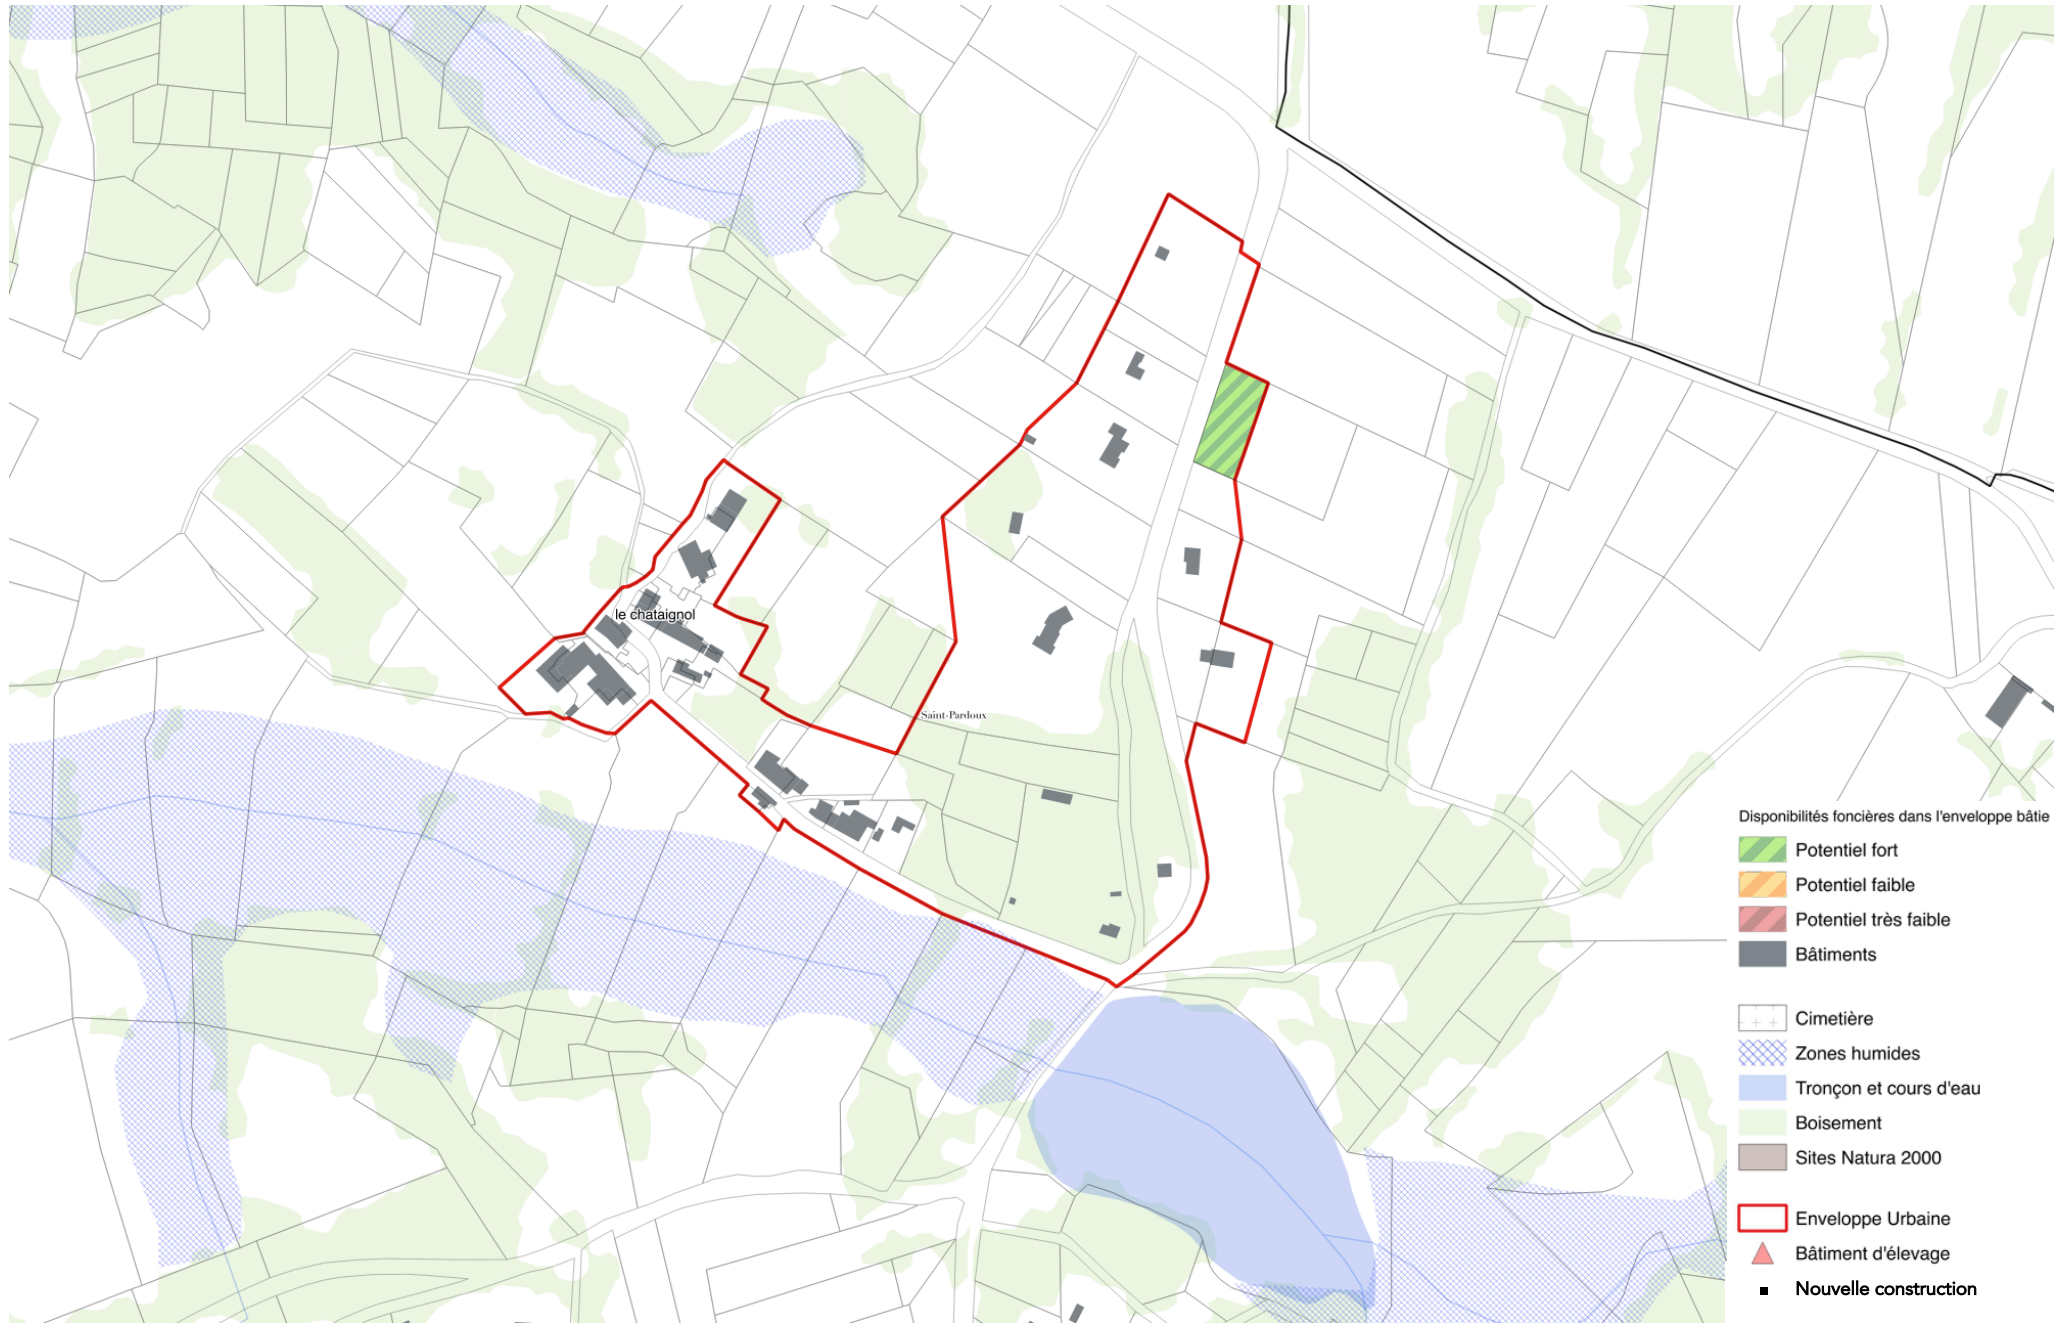 le chataignol
Saint-Pardoux
Disponibilités foncières dans l'enveloppe bâtie
Potentiel fort
Potentiel faible
Potentiel très faible
Bâtiments
Cimetière
Zones humides
Tronçon et cours d'eau
Boisement
Sites Natura 2000
Enveloppe Urbaine
Bâtiment d'élevage
Nouvelle construction